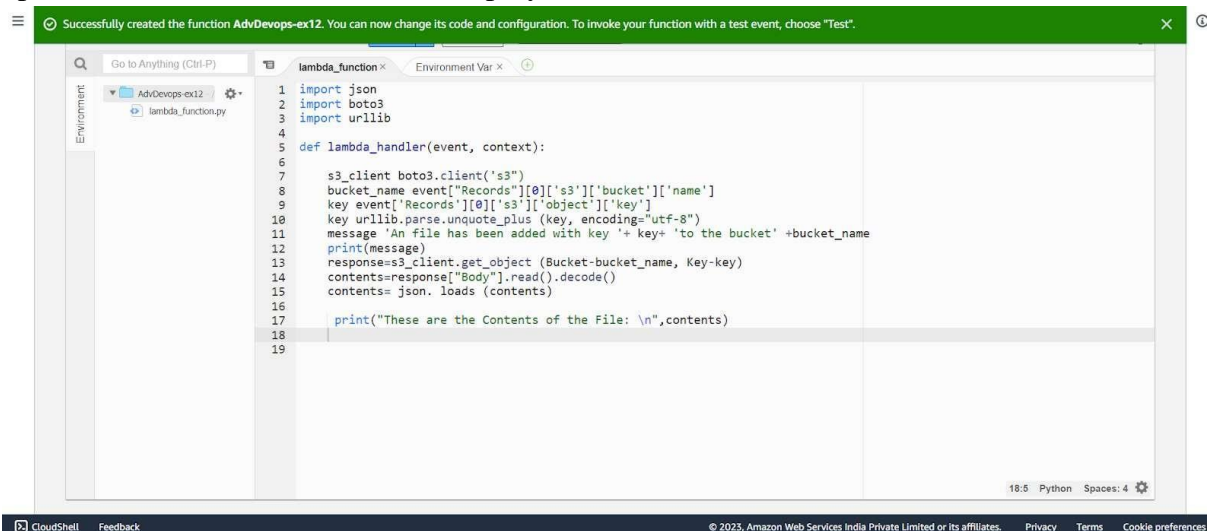 Successfully created the function AdvDevops-ex12. You can now change its code and configuration. To invoke your function with a test event, choose "Test".
Go to Anything (Ctrl-P)
lambda_function
Environment Var
Environment
AdvDevops-ex12
lambda_function.py
1 import json
2 import boto3
3 import urllib
4
5 def lambda_handler(event, context):
6
7 s3_client boto3.client('s3")
8 bucket_name event["Records"][0]['s3']['bucket']['name']
9 key event['Records'][0]['s3']['object']['key']
10 key urllib.parse.unquote_plus (key, encoding="utf-8")
11 message 'An file has been added with key '+ key+ 'to the bucket' +bucket_name
12 print(message)
13 response=s3_client.get_object (Bucket-bucket_name, Key-key)
14 contents=response["Body"].read().decode()
15 contents= json. loads (contents)
16
17 print("These are the Contents of the File: \n",contents)
18
19
18:5 Python Spaces: 4
CloudShell Feedback © 2023, Amazon Web Services India Private Limited or its affiliates. Privacy Terms Cookie preferences